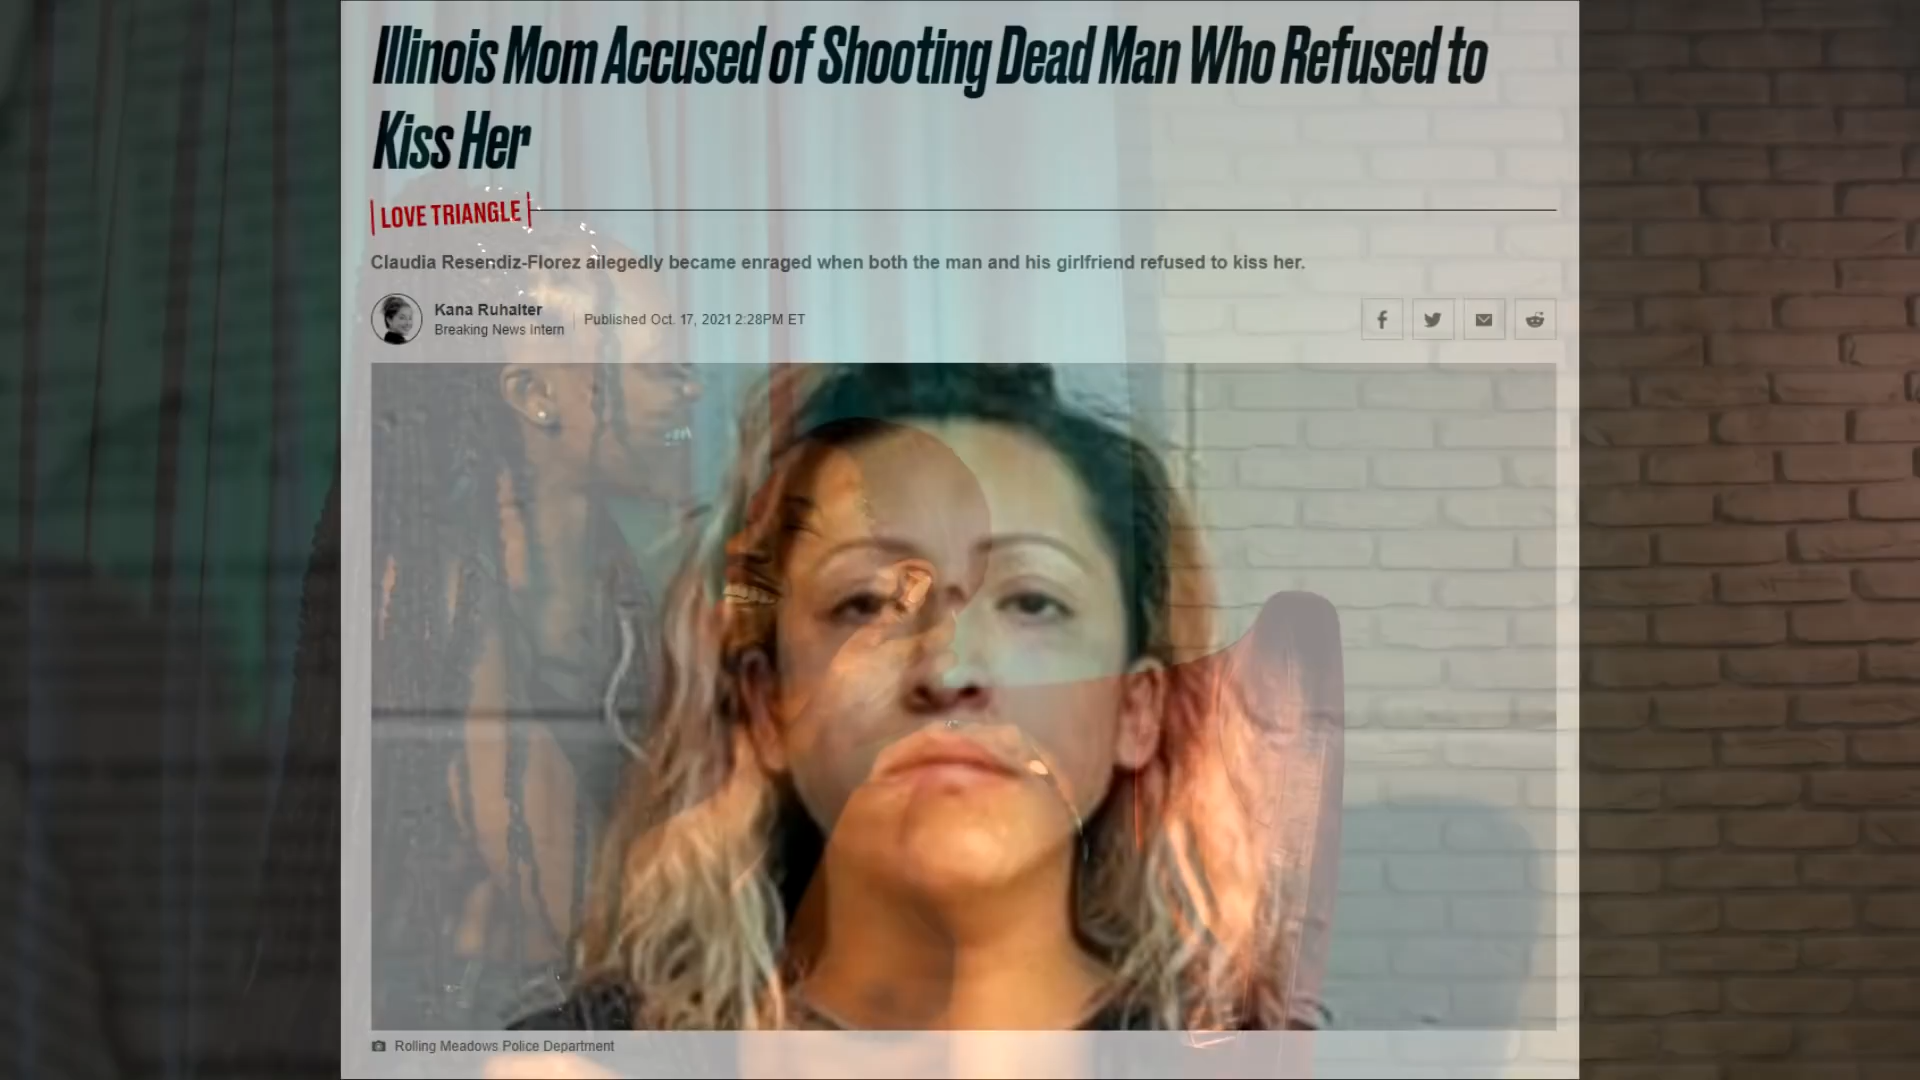 Illinois Mom Accused of Shooting Dead Man Who Refused to
Kiss Her
LOVE TRIANGLE
Claudia Resendiz-Florez allegedly became enraged when both the man and his girlfriend refused to kiss her.
Kana Ruhalter
Breaking News Intern
Published Oct. 17, 2021 2:28PM ET
Rolling Meadows Police Department